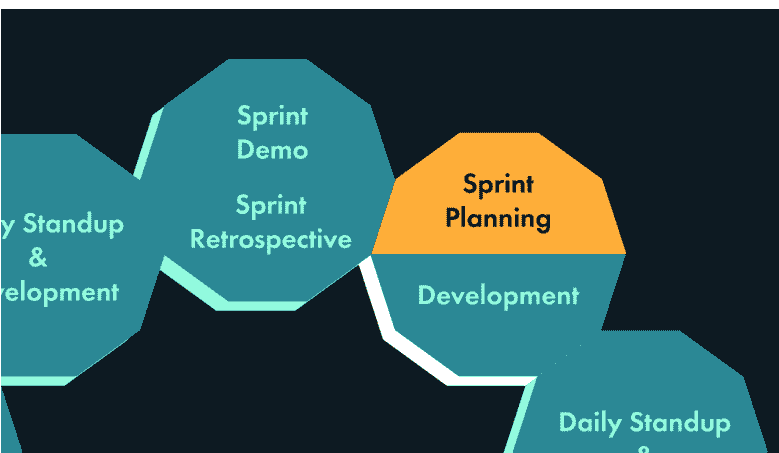 Sprint
Demo
Sprint
Retrospective
Sprint
Planning
y Standup
&
velopment
Development
Daily Standup
&